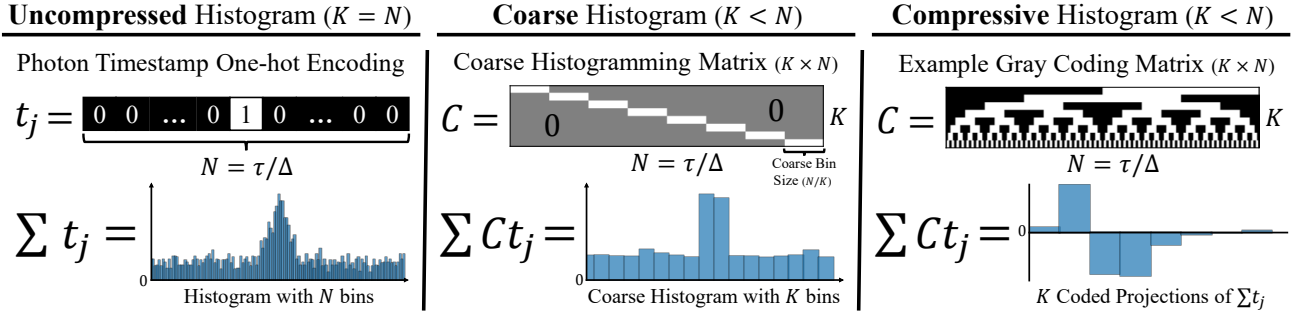 Uncompressed Histogram (K = N)
Photon Timestamp One-hot Encoding
t_j = 0 0 ... 0 1 0 ... 0 0
N = τ/Δ
∑ t_j =
0
Histogram with N bins
Coarse Histogram (K < N)
Coarse Histogramming Matrix (K × N)
C = 0 0 K
N = τ/Δ
Coarse Bin
Size (N/K)
∑ Ct_j =
0
Coarse Histogram with K bins
Compressive Histogram (K < N)
Example Gray Coding Matrix (K × N)
C = K
N = τ/Δ
∑ Ct_j =
0
K Coded Projections of ∑t_j